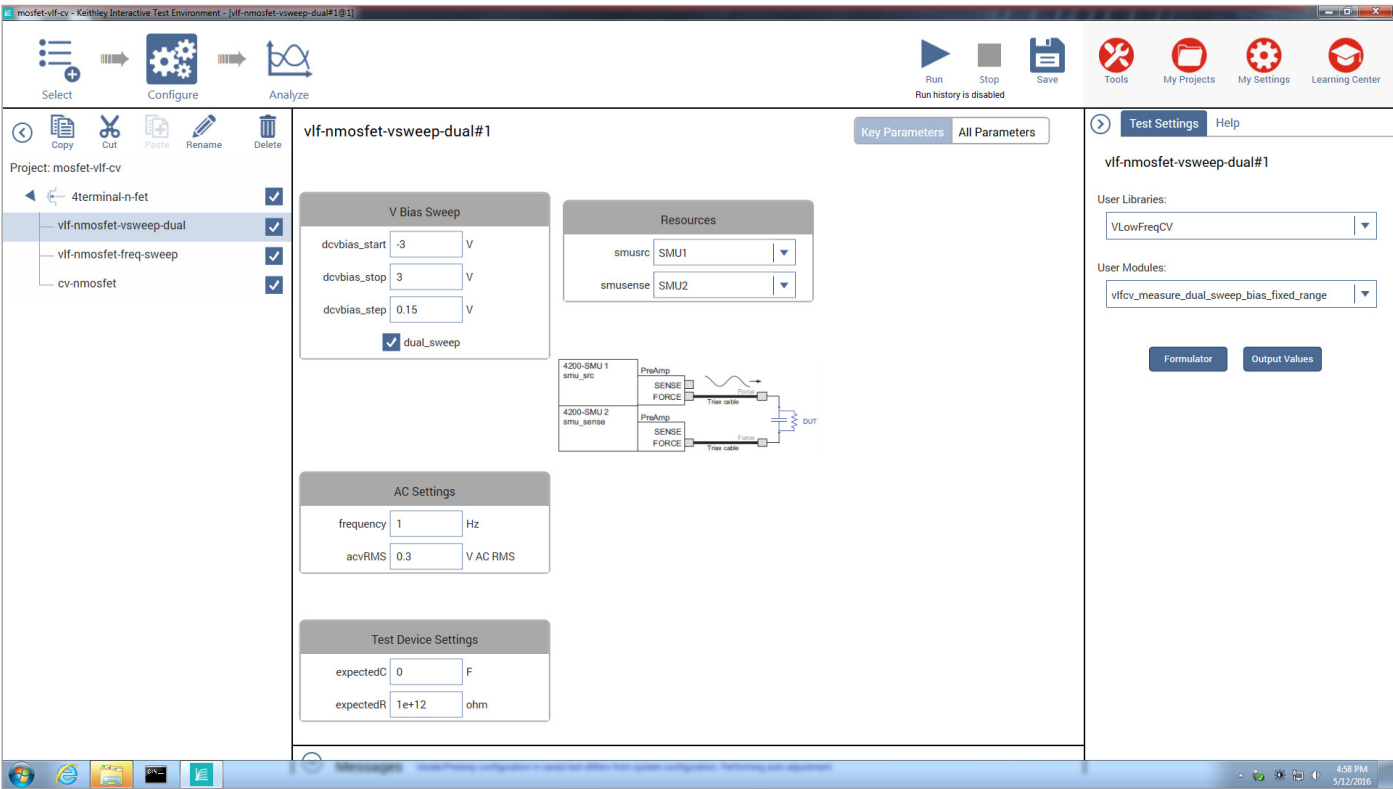 mosfet-vlf-cv - Keithley Interactive Test Environment - [vlf-nmosfet-vsweep-dual#1@1]
Select
Configure
Analyze
Run
Stop
Save
Run history is disabled
Tools
My Projects
My Settings
Learning Center
Copy
Cut
Paste
Rename
Delete
Project: mosfet-vlf-cv
4terminal-n-fet
vlf-nmosfet-vsweep-dual
vlf-nmosfet-freq-sweep
cv-nmosfet
vlf-nmosfet-vsweep-dual#1
Key Parameters
All Parameters
V Bias Sweep
dcvbias_start -3 V
dcvbias_stop 3 V
dcvbias_step 0.15 V
dual_sweep
Resources
smusrc SMU1
smusense SMU2
4200-SMU 1
smu_src
PreAmp
SENSE
FORCE
Force
Triax cable
4200-SMU 2
smu_sense
PreAmp
SENSE
FORCE
Force
Triax cable
DUT
AC Settings
frequency 1 Hz
acvRMS 0.3 V AC RMS
Test Device Settings
expectedC 0 F
expectedR 1e+12 ohm
Messages
Test Settings
Help
vlf-nmosfet-vsweep-dual#1
User Libraries:
VLowFreqCV
User Modules:
vlfcv_measure_dual_sweep_bias_fixed_range
Formulator
Output Values
4:58 PM
5/12/2016